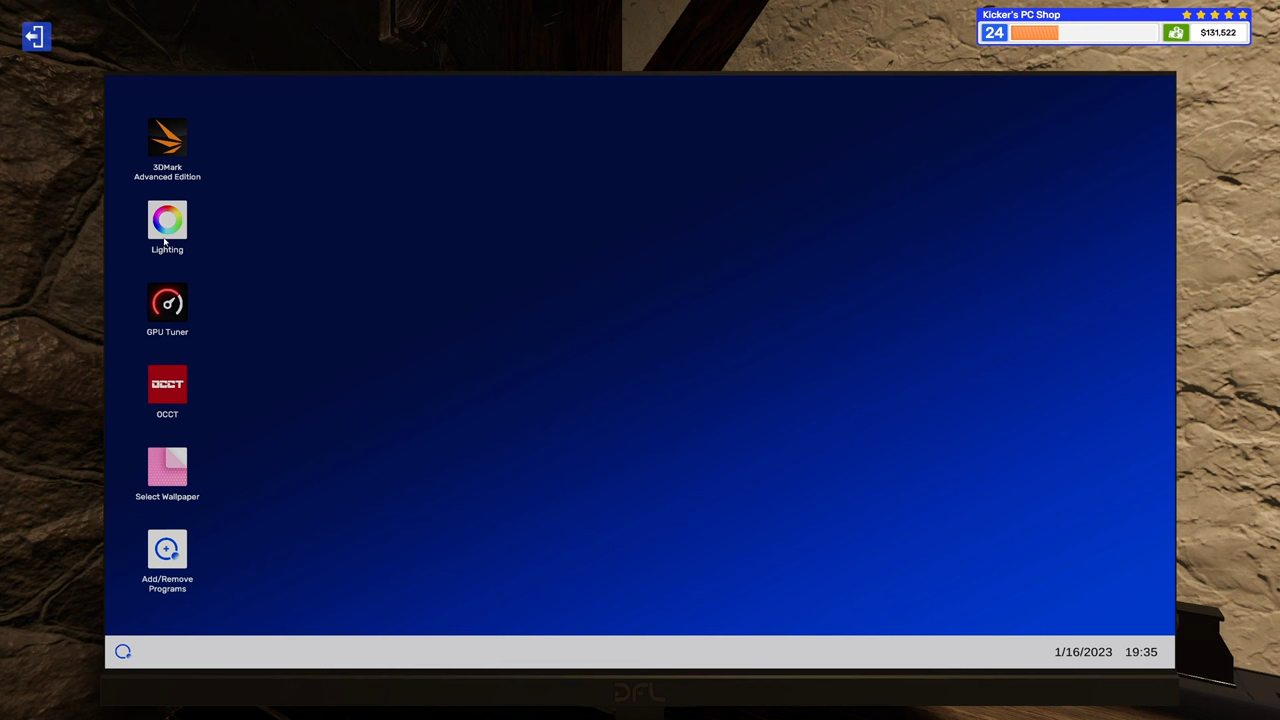 Kicker's PC Shop
24
$131,522
3DMark
Advanced Edition
Lighting
GPU Tuner
OCCT
OCCT
Select Wallpaper
Add/Remove
Programs
1/16/2023 19:35
DFL